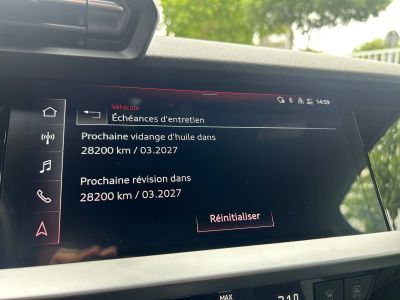 14:59
Véhicule
Échéances d'entretien
Prochaine vidange d'huile dans
28200 km / 03.2027
Prochaine révision dans
28200 km / 03.2027
Réinitialiser
MAX